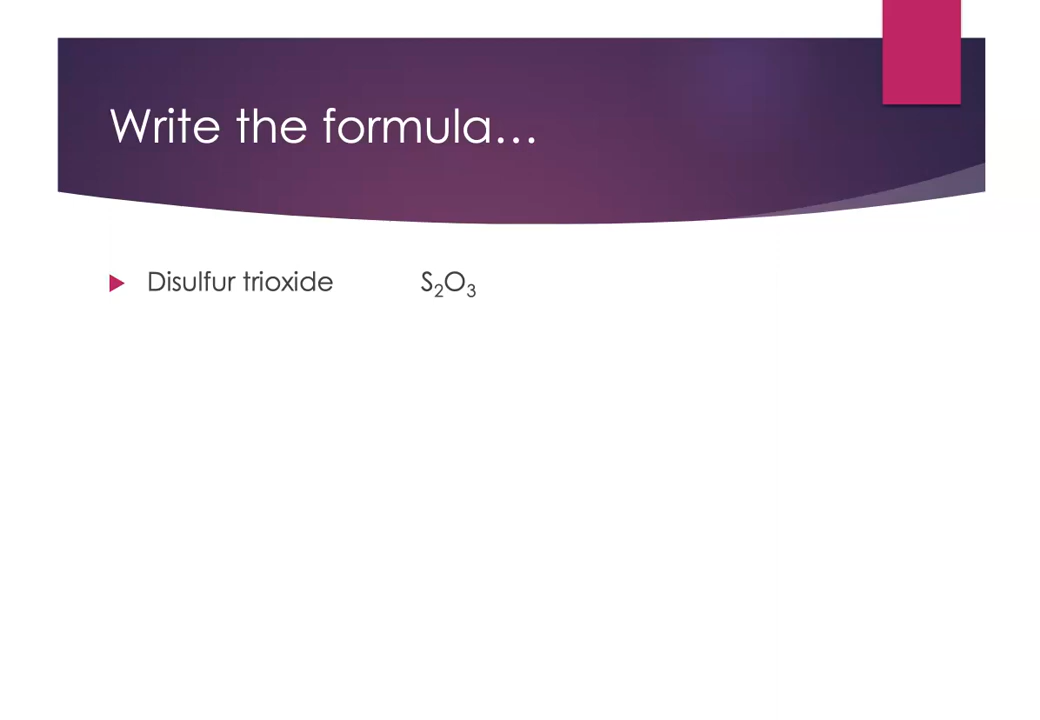 Write the formula…
Disulfur trioxide S₂O₃